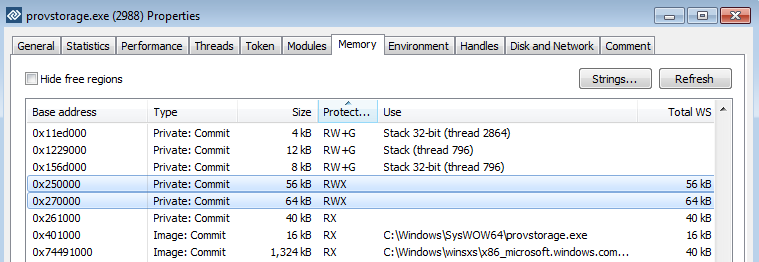 provstorage.exe (2988) Properties
General Statistics Performance Threads Token Modules Memory Environment Handles Disk and Network Comment
Hide free regions Strings... Refresh
Base address Type Size Protect... Use Total WS
0x11ed000 Private: Commit 4 kB RW+G Stack 32-bit (thread 2864)
0x1229000 Private: Commit 12 kB RW+G Stack (thread 796)
0x156d000 Private: Commit 8 kB RW+G Stack 32-bit (thread 796)
0x250000 Private: Commit 56 kB RWX 56 kB
0x270000 Private: Commit 64 kB RWX 64 kB
0x261000 Private: Commit 40 kB RX 40 kB
0x401000 Image: Commit 16 kB RX C:\Windows\SysWOW64\provstorage.exe 16 kB
0x74491000 Image: Commit 1,324 kB RX C:\Windows\winsxs\x86_microsoft.windows.com... 40 kB